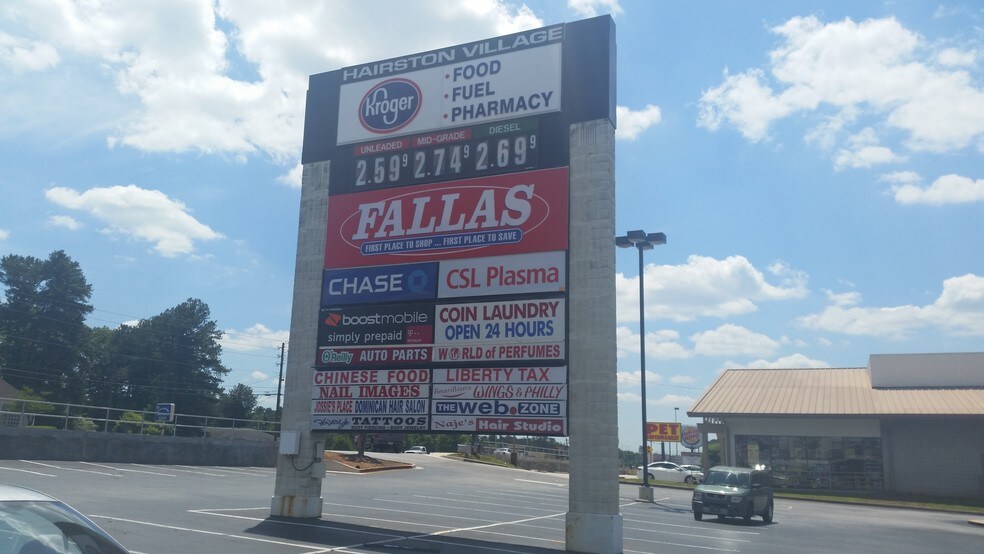 HAIRSTON VILLAGE
Kroger
• FOOD
• FUEL
• PHARMACY
UNLEADED MID-GRADE DIESEL
2.59⁹ 2.74⁹ 2.69⁹
FALLAS
FIRST PLACE TO SHOP ... FIRST PLACE TO SAVE
CHASE
CSL Plasma
boostmobile
simply prepaid
COIN LAUNDRY
OPEN 24 HOURS
O'Reilly AUTO PARTS
WORLD of PERFUMES
CHINESE FOOD
LIBERTY TAX
NAIL IMAGES
WINGS & PHILLY
JOSSIE'S PLACE DOMINICAN HAIR SALON
THE WEB. ZONE
TATTOOS
Naje's Hair Studio
PET